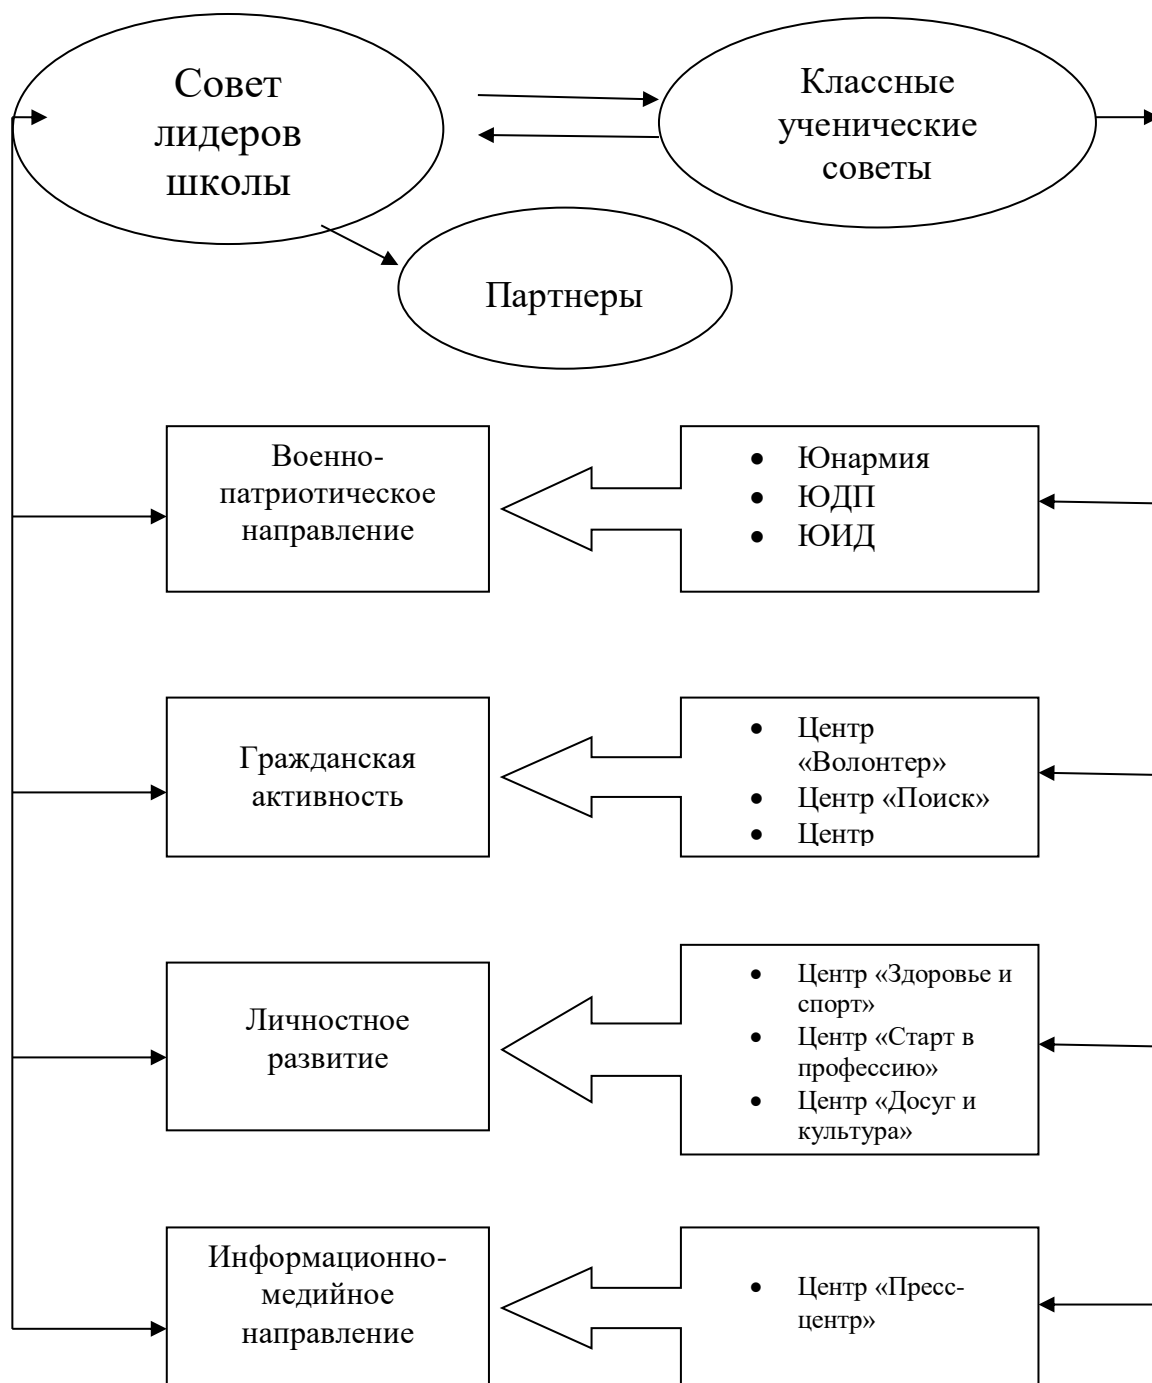 Совет
лидеров
школы
Классные
ученические
советы
Партнеры
Военно-
патриотическое
направление
• Юнармия
• ЮДП
• ЮИД
Гражданская
активность
• Центр
«Волонтер»
• Центр «Поиск»
• Центр
Личностное
развитие
• Центр «Здоровье и
спорт»
• Центр «Старт в
профессию»
• Центр «Досуг и
культура»
Информационно-
медийное
направление
• Центр «Пресс-
центр»